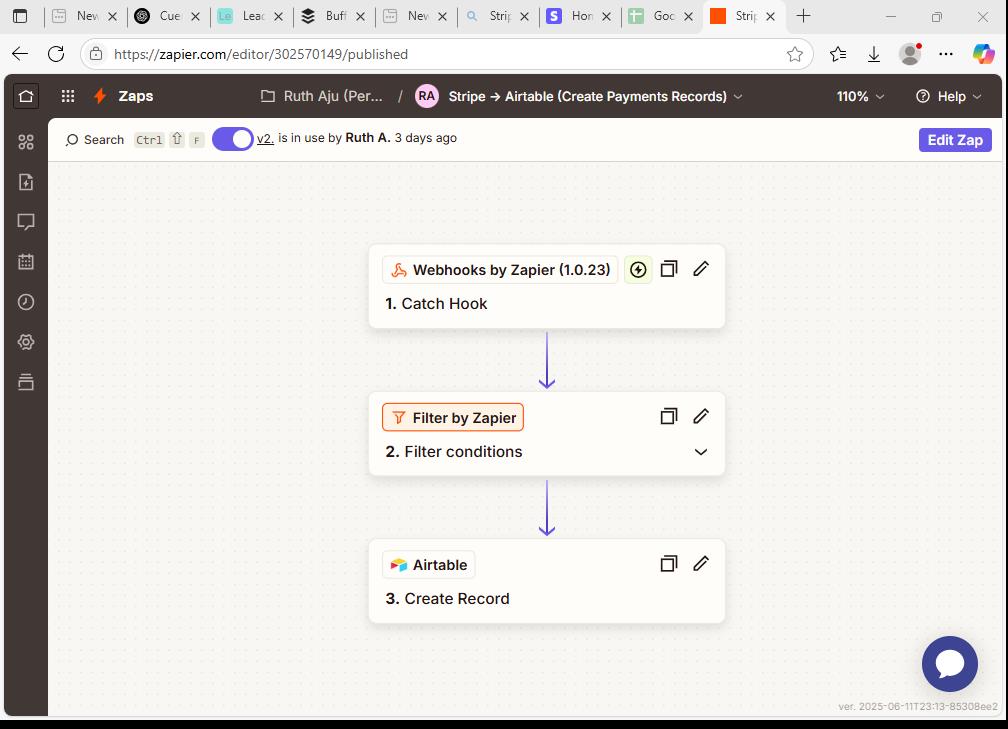 New
Cue
Le Leac
Buff
New
Strip
S Hon
Goo
Strip
https://zapier.com/editor/302570149/published
Zaps
Ruth Aju (Per... / RA Stripe → Airtable (Create Payments Records)
110%
Help
Search Ctrl ⇧ F
v2. is in use by Ruth A. 3 days ago
Edit Zap
Webhooks by Zapier (1.0.23)
1. Catch Hook
Filter by Zapier
2. Filter conditions
Airtable
3. Create Record
ver. 2025-06-11T23:13-85308ee2